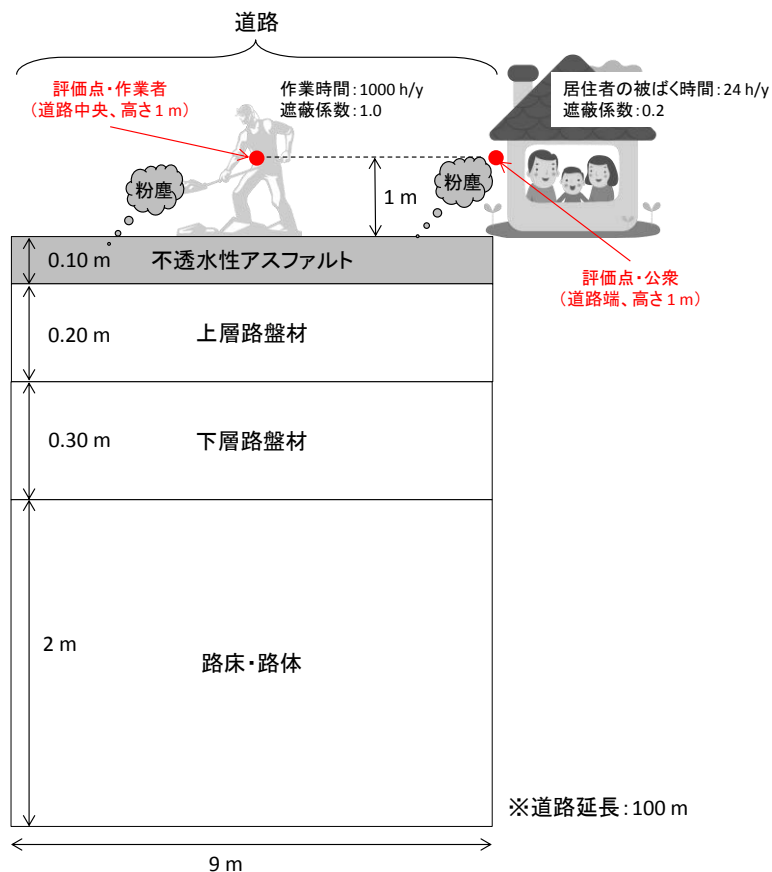 道路
評価点・作業者
（道路中央、高さ1 m）
作業時間：1000 h/y
遮蔽係数：1.0
居住者の被ばく時間：24 h/y
遮蔽係数：0.2
粉塵
粉塵
1 m
0.10 m
不透水性アスファルト
評価点・公衆
（道路端、高さ1 m）
0.20 m
上層路盤材
0.30 m
下層路盤材
2 m
路床・路体
※道路延長：100 m
9 m